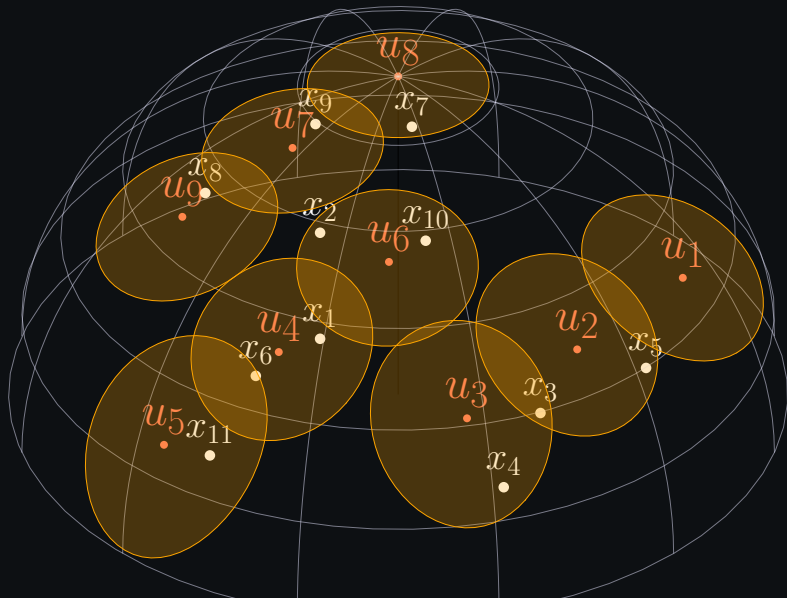 u₈
x₉
x₇
u₇
x₈
u₉
x₂
x₁₀
u₆
u₁
x₁
u₄
u₂
x₅
x₆
x₃
u₃
u₅
x₁₁
x₄